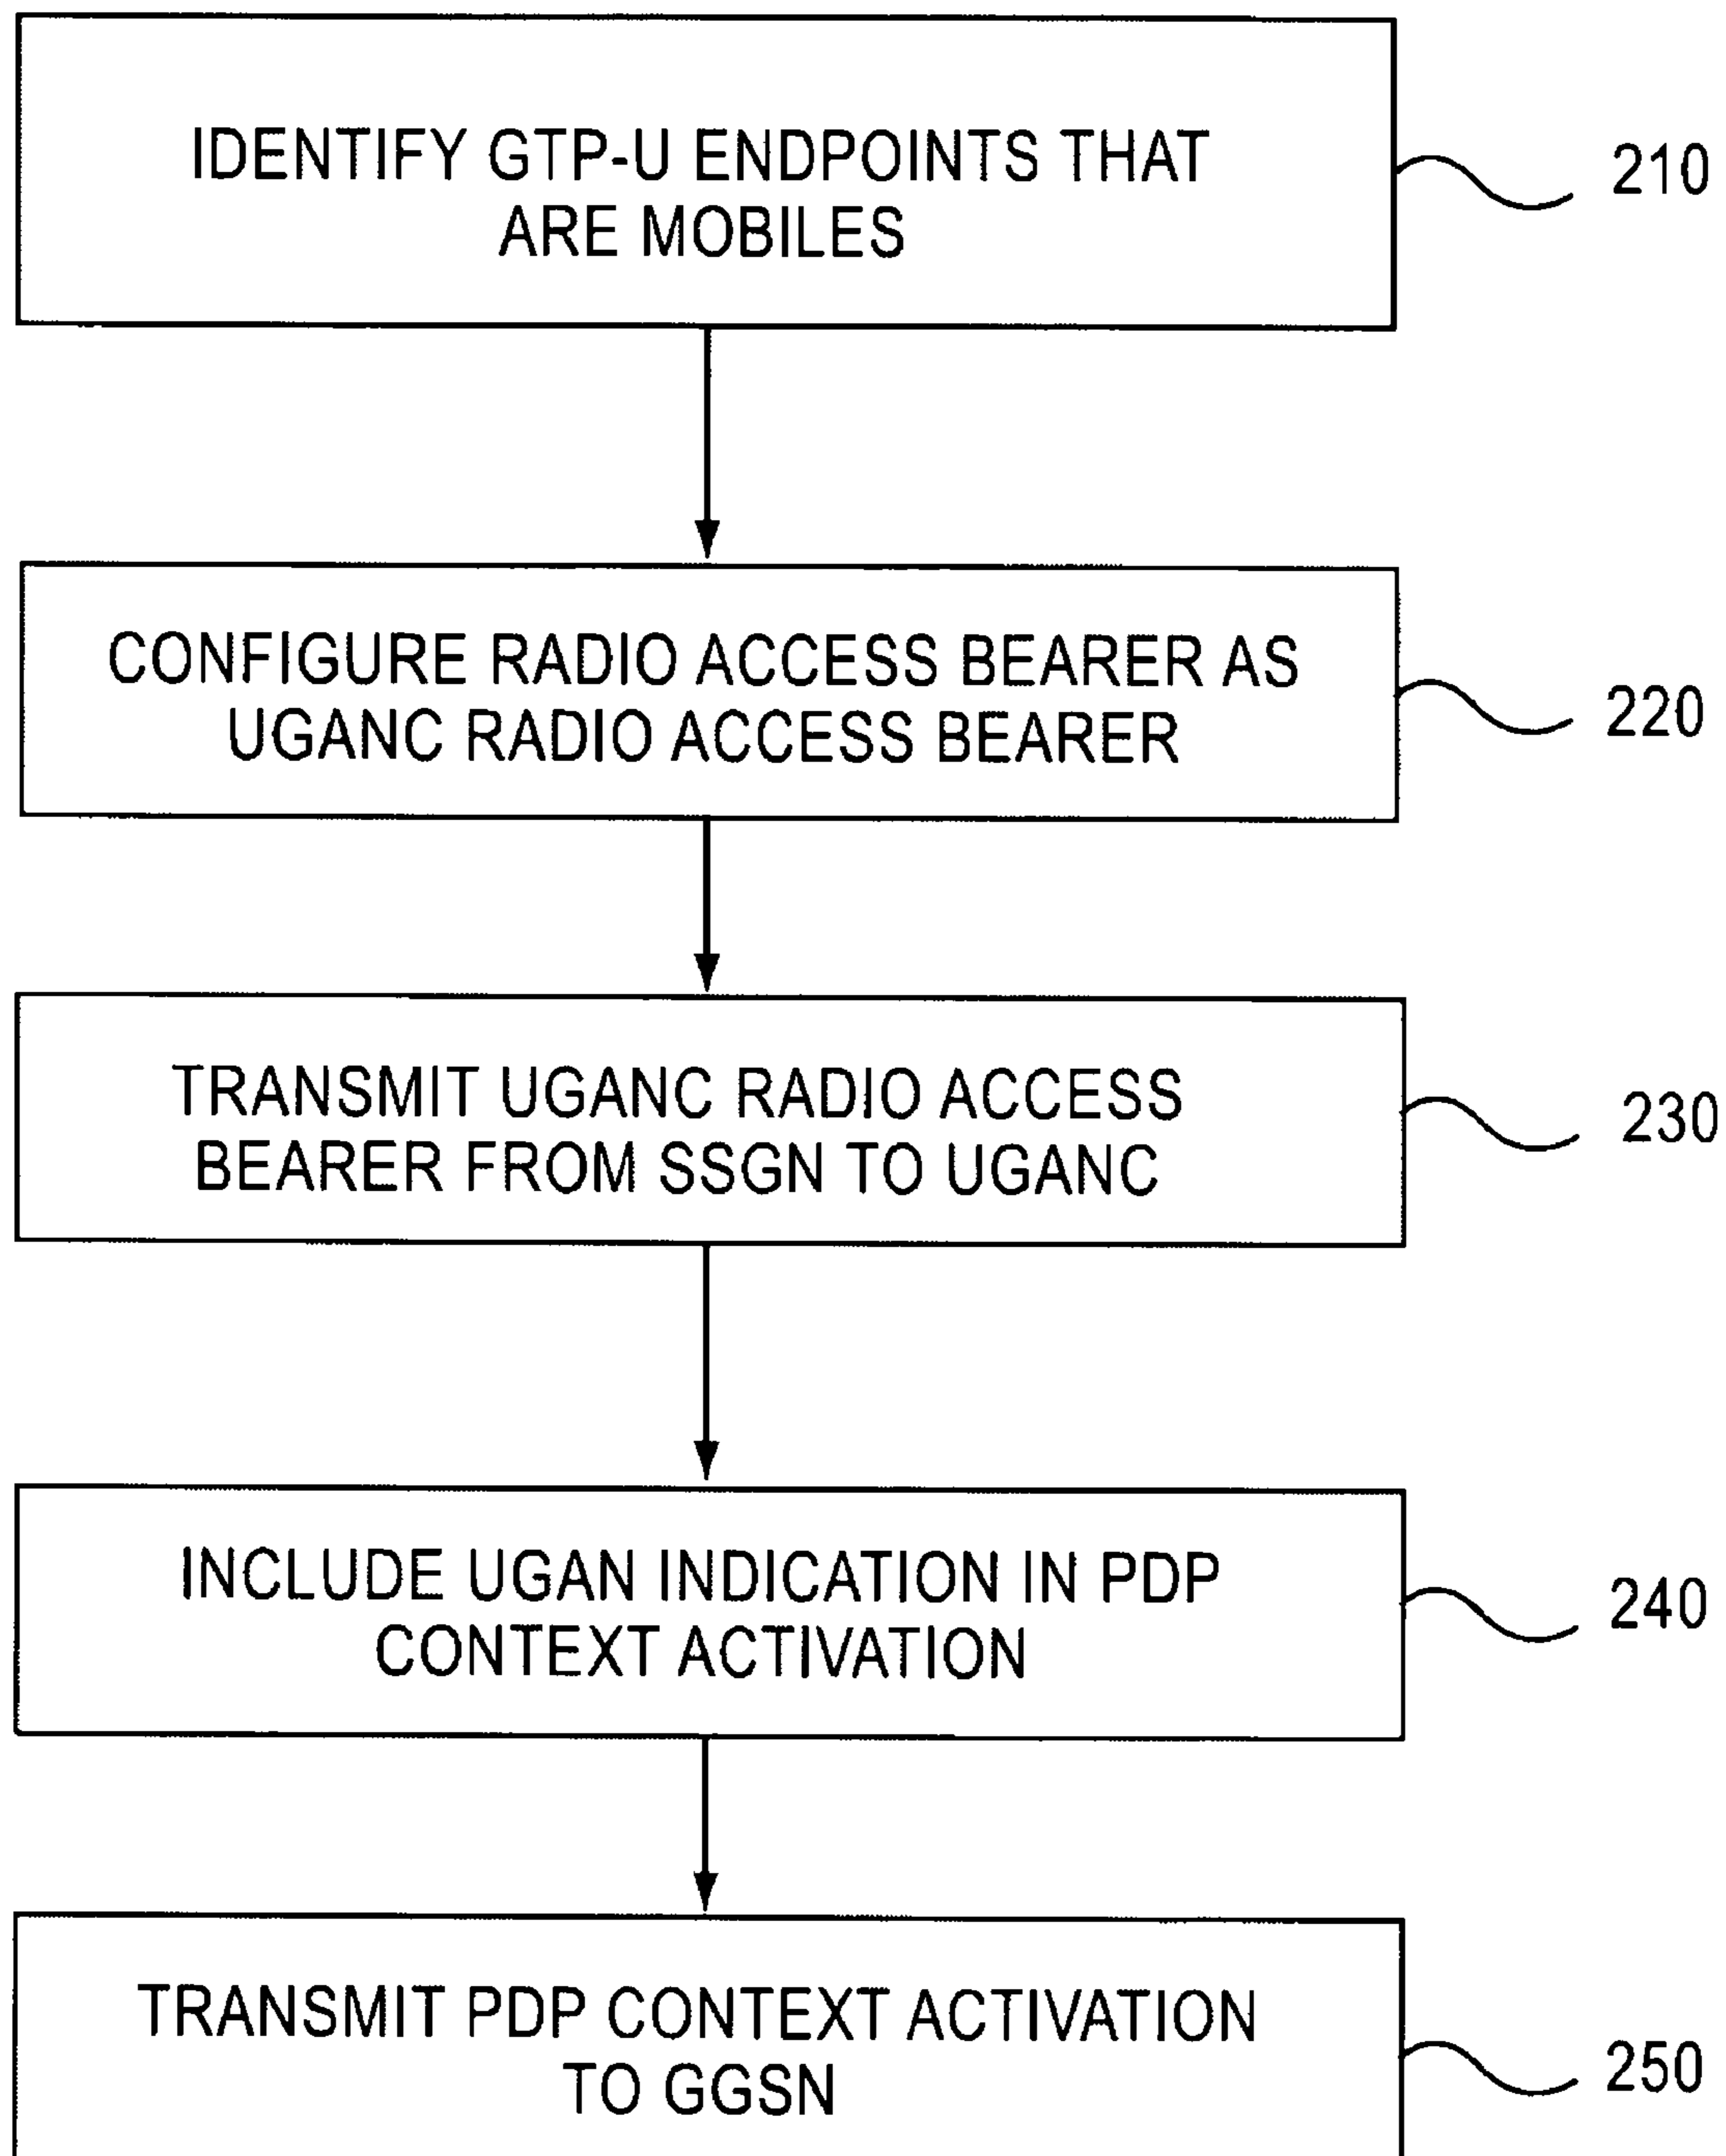 IDENTIFY GTP-U ENDPOINTS THAT
ARE MOBILES
210
CONFIGURE RADIO ACCESS BEARER AS
UGANC RADIO ACCESS BEARER
220
TRANSMIT UGANC RADIO ACCESS
BEARER FROM SSGN TO UGANC
230
INCLUDE UGAN INDICATION IN PDP
CONTEXT ACTIVATION
240
TRANSMIT PDP CONTEXT ACTIVATION
TO GGSN
250